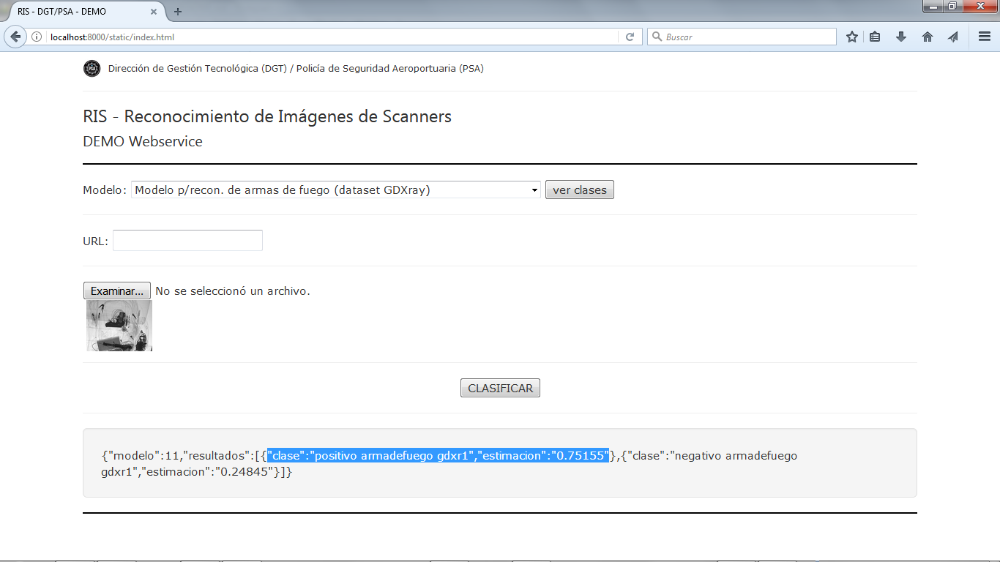 RIS - DGT/PSA - DEMO
localhost:8000/static/index.html
Buscar
PSA
Dirección de Gestión Tecnológica (DGT) / Policía de Seguridad Aeroportuaria (PSA)
RIS - Reconocimiento de Imágenes de Scanners
DEMO Webservice
Modelo: Modelo p/recon. de armas de fuego (dataset GDXray) ver clases
URL:
Examinar... No se seleccionó un archivo.
CLASIFICAR
{"modelo":11,"resultados":[{"clase":"positivo armadefuego gdxr1","estimacion":"0.75155"},{"clase":"negativo armadefuego
gdxr1","estimacion":"0.24845"}]}